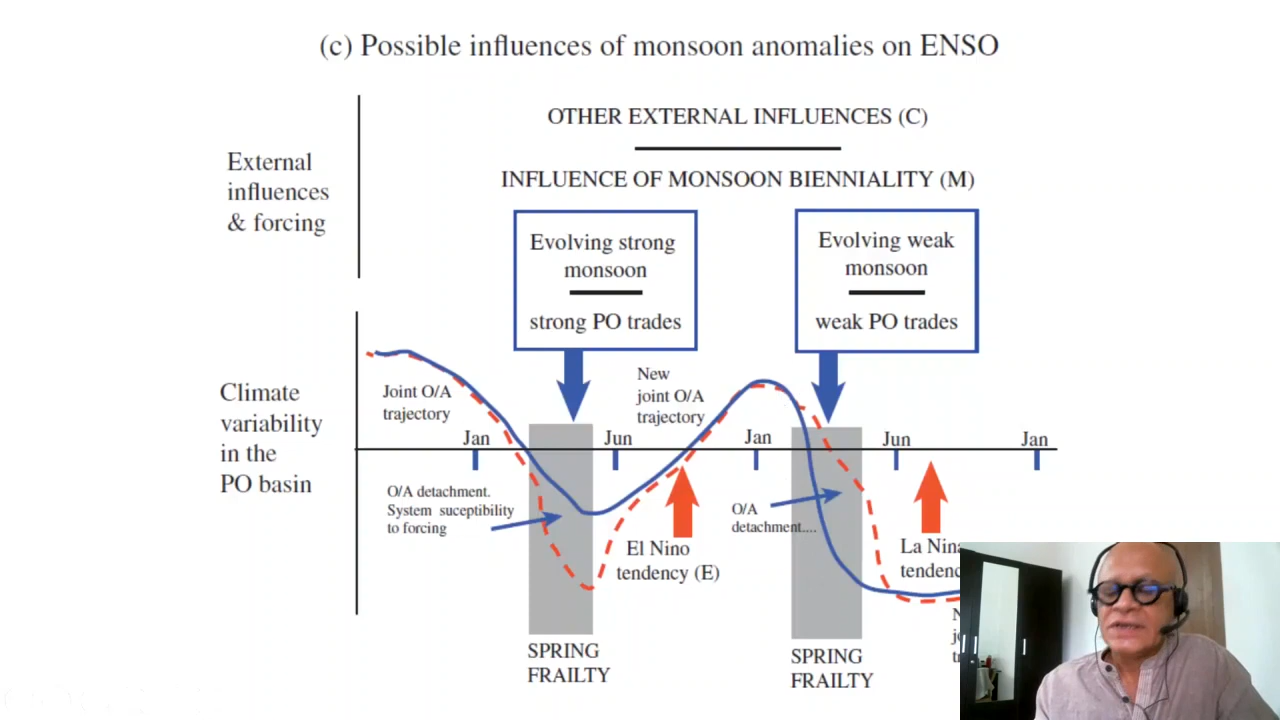 (c) Possible influences of monsoon anomalies on ENSO
OTHER EXTERNAL INFLUENCES (C)
INFLUENCE OF MONSOON BIENNIALITY (M)
External
influences
& forcing
Evolving strong
monsoon
strong PO trades
Evolving weak
monsoon
weak PO trades
Climate
variability
in the
PO basin
Joint O/A
trajectory
New
joint O/A
trajectory
Jan
Jun
Jan
Jun
Jan
O/A detachment.
System suceptibility
to forcing
O/A
detachment....
El Nino
tendency (E)
La Nina
SPRING
FRAILTY
SPRING
FRAILTY